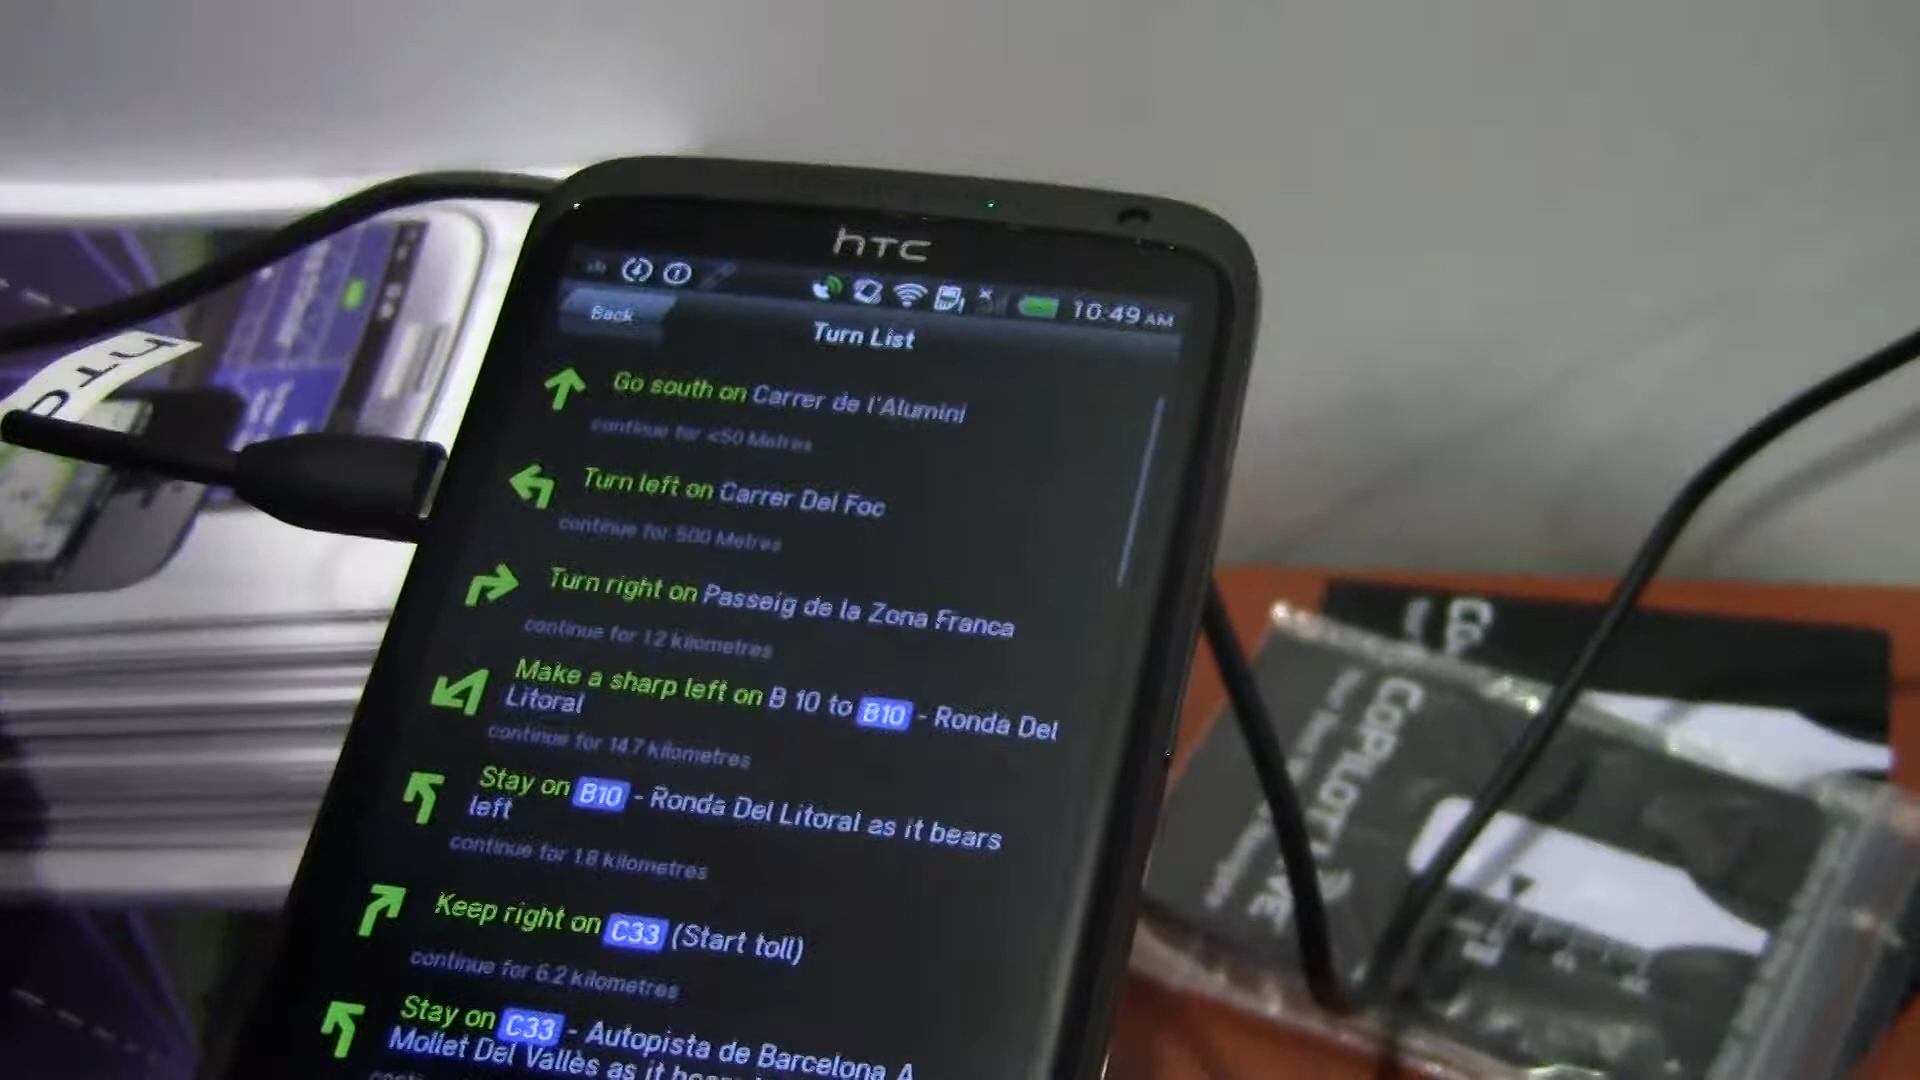 hTC
10:49 AM
Back
Turn List
Go south on Carrer de l'Alumini
continue for <50 Metres
Turn left on Carrer Del Foc
continue for 500 Metres
Turn right on Passeig de la Zona Franca
continue for 1.2 kilometres
Make a sharp left on B 10 to B10 - Ronda Del
Litoral
continue for 14.7 kilometres
Stay on B10 - Ronda Del Litoral as it bears
left
continue for 1.8 kilometres
Keep right on C33 (Start toll)
continue for 6.2 kilometres
Stay on C33 - Autopista de Barcelona A
Mollet Del Vallès as it
hTC
COPILOT